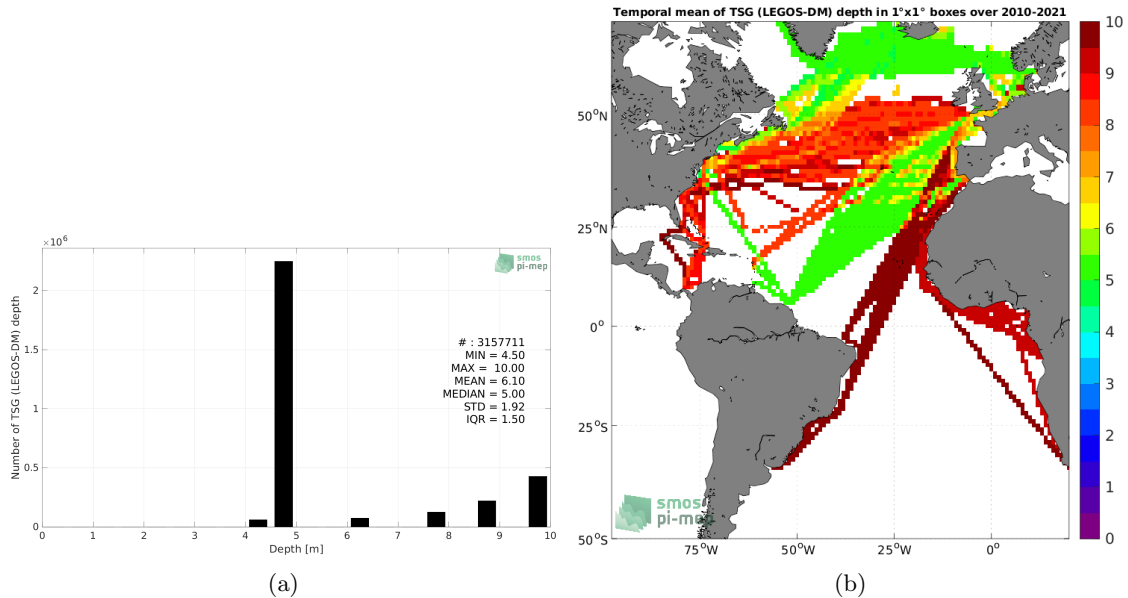 Temporal mean of TSG (LEGOS-DM) depth in 1°x1° boxes over 2010-2021
×10⁶
smos
pi-mep
# : 3157711
MIN = 4.50
MAX = 10.00
MEAN = 6.10
MEDIAN = 5.00
STD = 1.92
IQR = 1.50
Number of TSG (LEGOS-DM) depth
2
1.5
1
0.5
0
0 1 2 3 4 5 6 7 8 9 10
Depth [m]
(a)
50°N
25°N
0°
25°S
50°S
75°W 50°W 25°W 0°
smos
pi-mep
10
9
8
7
6
5
4
3
2
1
0
(b)